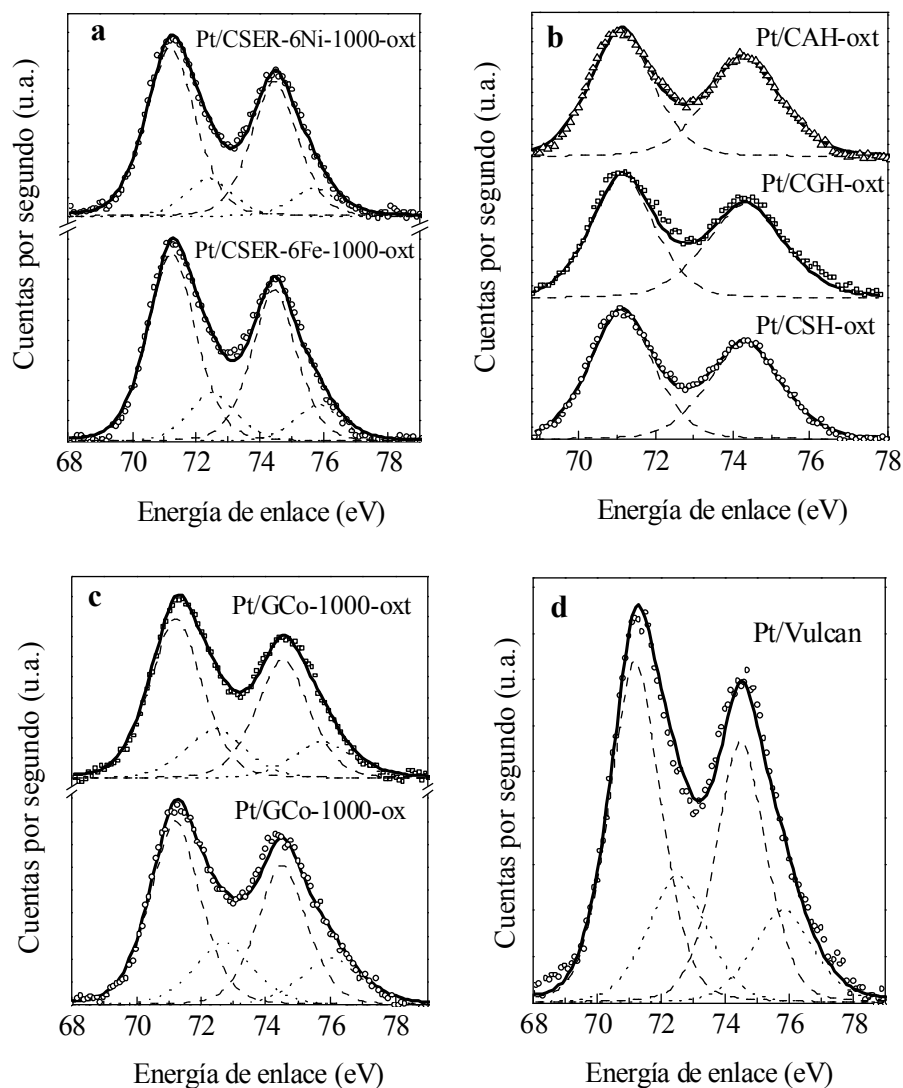 a
Pt/CSER-6Ni-1000-oxt
Pt/CSER-6Fe-1000-oxt
Cuentas por segundo (u.a.)
68 70 72 74 76 78
Energía de enlace (eV)
b
Pt/CAH-oxt
Pt/CGH-oxt
Pt/CSH-oxt
Cuentas por segundo (u.a.)
70 72 74 76 78
Energía de enlace (eV)
c
Pt/GCo-1000-oxt
Pt/GCo-1000-ox
Cuentas por segundo (u.a.)
68 70 72 74 76 78
Energía de enlace (eV)
d
Pt/Vulcan
Cuentas por segundo (u.a.)
68 70 72 74 76 78
Energía de enlace (eV)